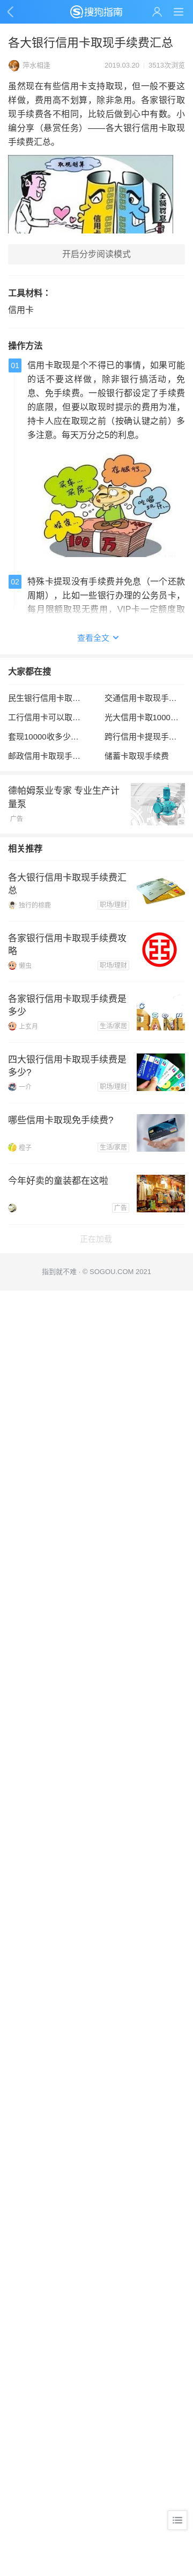 搜狗指南
各大银行信用卡取现手续费汇总
萍水相逢 2019.03.20 3513次浏览
虽然现在有些信用卡支持取现，但一般不要这
样做，费用高不划算，除非急用。各家银行取
现手续费各不相同，比较后做到心中有数。小
编分享（悬赏任务）——各大银行信用卡取现
手续费汇总。
取现划算
开启分步阅读模式
工具材料：
信用卡
操作方法
01
信用卡取现是个不得已的事情，如果可能
的话不要这样做，除非银行搞活动，免
息、免手续费。一般银行都设定了手续费
的底限，但要以取现时提示的费用为准，
持卡人应在取现之前（按确认键之前）多
多注意。每天万分之5的利息。
02
特殊卡提现没有手续费并免息（一个还款
周期），比如一些银行办理的公务员卡，
每月限额取现无费用，VIP卡一定额度取
查看全文
大家都在搜
民生银行信用卡取... 交通信用卡取现手...
工行信用卡可以取... 光大信用卡取1000...
套现10000收多少... 跨行信用卡提现手...
邮政信用卡取现手... 储蓄卡取现手续费
德帕姆泵业专家 专业生产计
量泵
广告
相关推荐
各大银行信用卡取现手续费汇
总
独行的棕鹿 职场/理财
各家银行信用卡取现手续费攻
略
懒虫 职场/理财
各家银行信用卡取现手续费是
多少
上玄月 生活/家居
四大银行信用卡取现手续费是
多少?
一介 职场/理财
哪些信用卡取现免手续费?
橙子 生活/家居
今年好卖的童装都在这啦
广告
正在加载
指到就不难 · © SOGOU.COM 2021